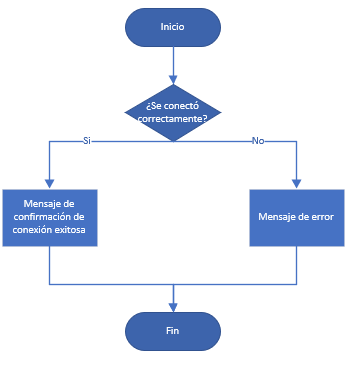 Inicio
¿Se conectó
correctamente?
Si
No
Mensaje de
confirmación de
conexión exitosa
Mensaje de error
Fin